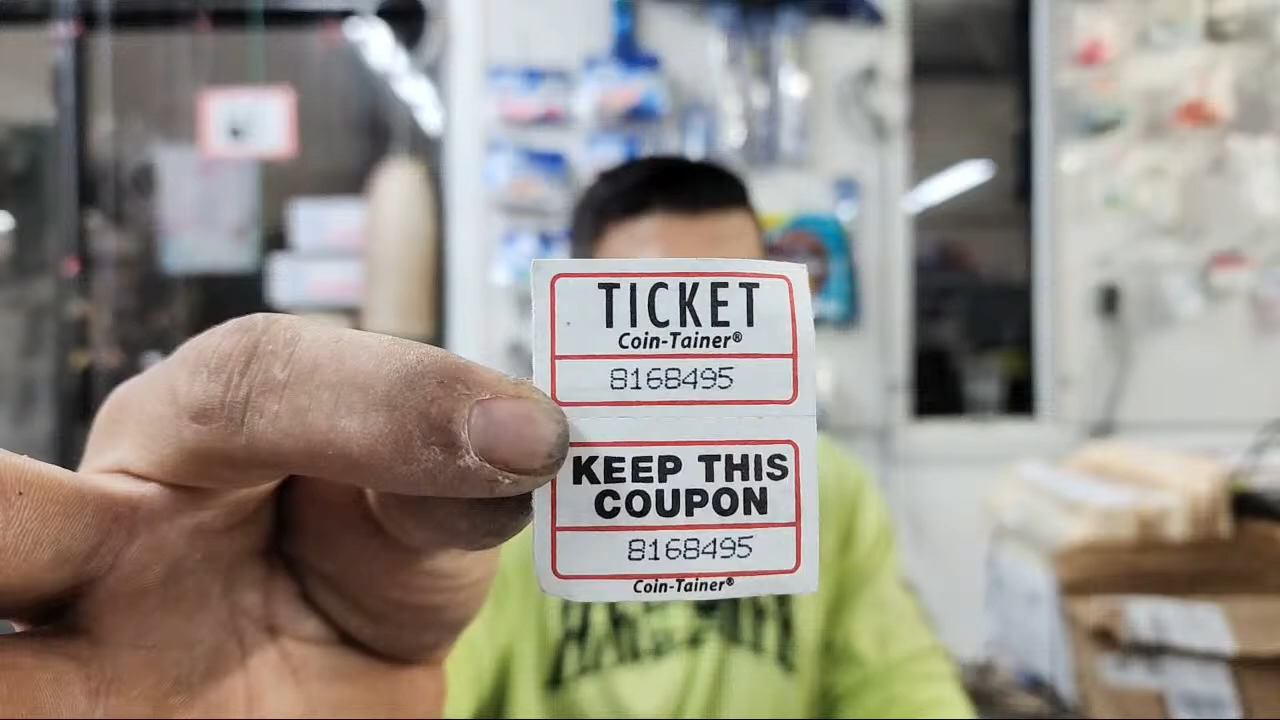 TICKET
Coin-Tainer®
8168495
KEEP THIS
COUPON
8168495
Coin-Tainer®